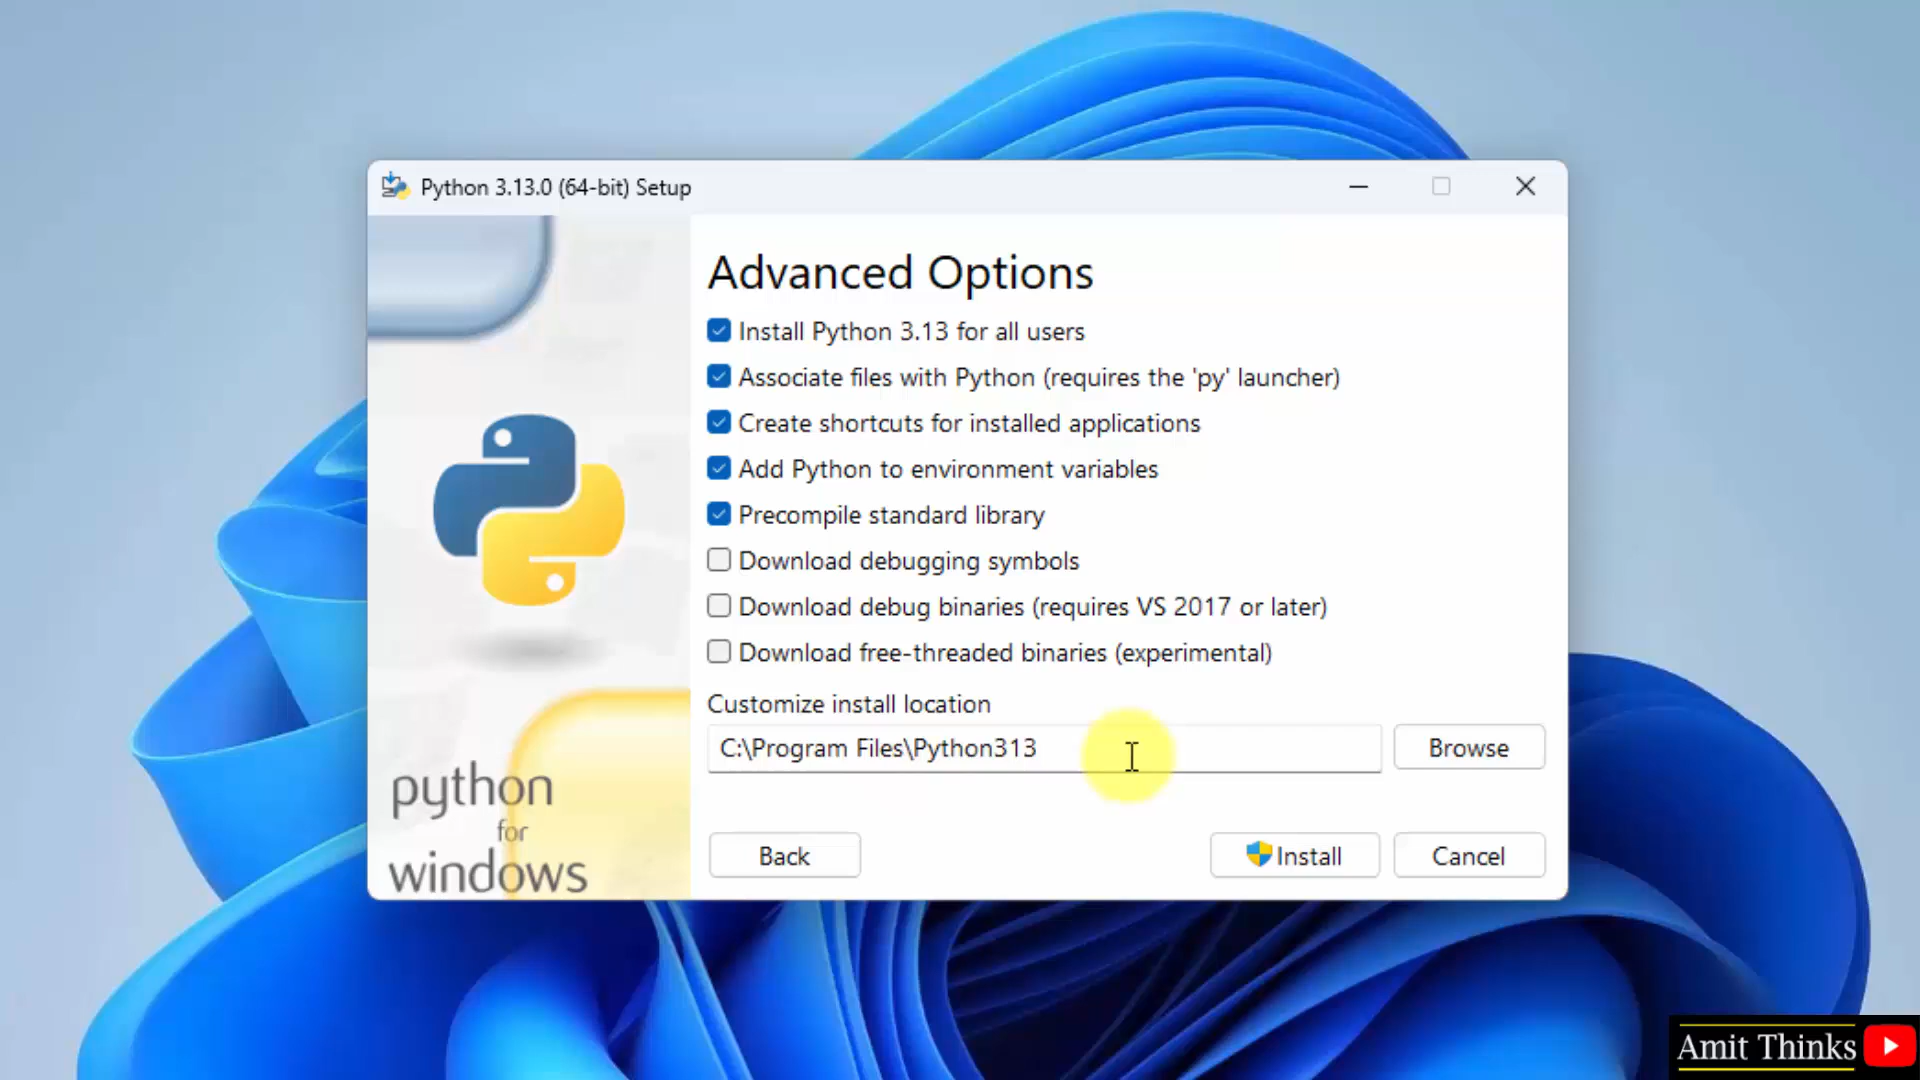 Python 3.13.0 (64-bit) Setup
Advanced Options
Install Python 3.13 for all users
Associate files with Python (requires the 'py' launcher)
Create shortcuts for installed applications
Add Python to environment variables
Precompile standard library
Download debugging symbols
Download debug binaries (requires VS 2017 or later)
Download free-threaded binaries (experimental)
Customize install location
C:\Program Files\Python313
Browse
python
for
windows
Back
Install
Cancel
Amit Thinks